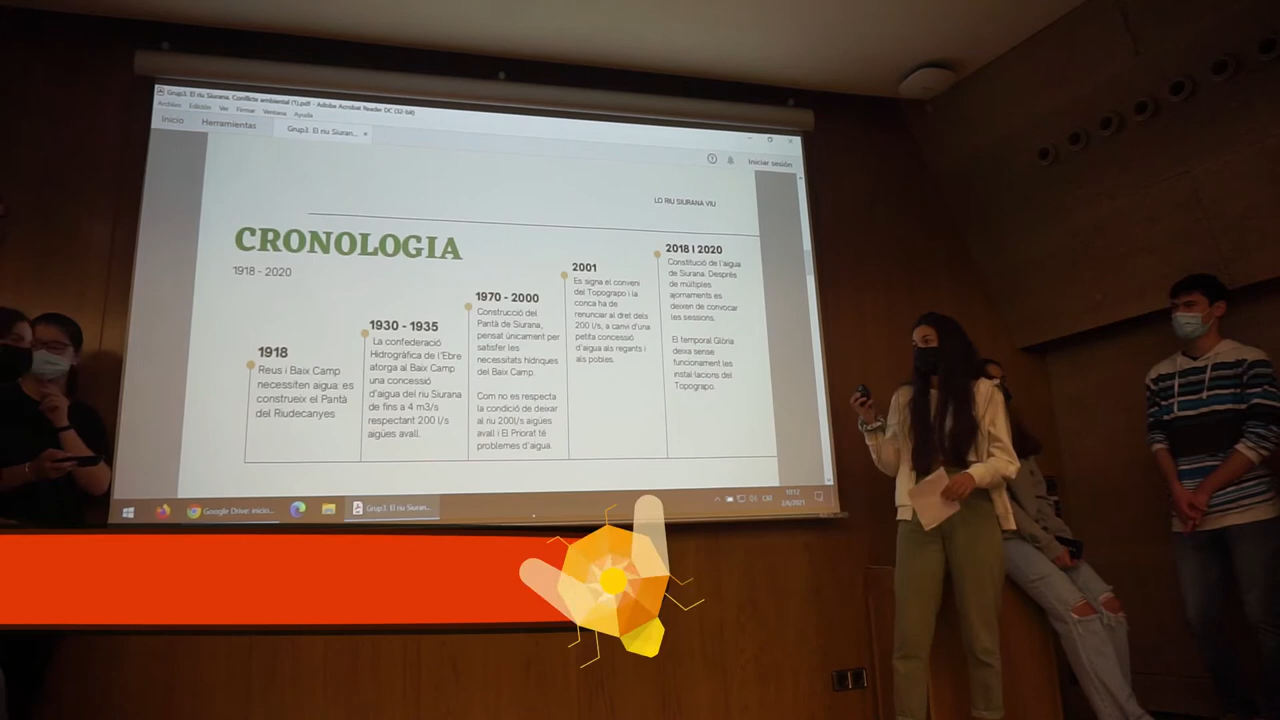 Grup3. El riu Siurana. Conflicte ambiental (1).pdf - Adobe Acrobat Reader DC (32-bit)
Archivo Edición Ver Firmar Ventana Ayuda
Inicio Herramientas Grup3. El riu Siuran... ×
Iniciar sesión
LO RIU SIURANA VIU
CRONOLOGIA
1918 - 2020
1918
Reus i Baix Camp
necessiten aigua: es
construeix el Pantà
del Riudecanyes
1930 - 1935
La confederació
Hidrogràfica de l'Ebre
atorga al Baix Camp
una concessió
d'aigua del riu Siurana
de fins a 4 m3/s
respectant 200 l/s
aigües avall.
1970 - 2000
Construcció del
Pantà de Siurana,
pensat únicament per
satisfer les
necessitats hídriques
del Baix Camp.
Com no es respecta
la condició de deixar
al riu 200l/s aigües
avall i El Priorat té
problemes d'aigua.
2001
Es signa el conveni
del Topograpo i la
conca ha de
renunciar al dret dels
200 l/s, a canvi d'una
petita concessió
d'aigua als regants i
als pobles.
2018 I 2020
Constitució de l'aigua
de Siurana. Després
de múltiples
ajornaments es
deixen de convocar
les sessions.
El temporal Glòria
deixa sense
funcionament les
instal·lacions del
Topograpo.
Google Drive: inicio... Grup3. El riu Siuran... CAT 10:12
2/6/2021